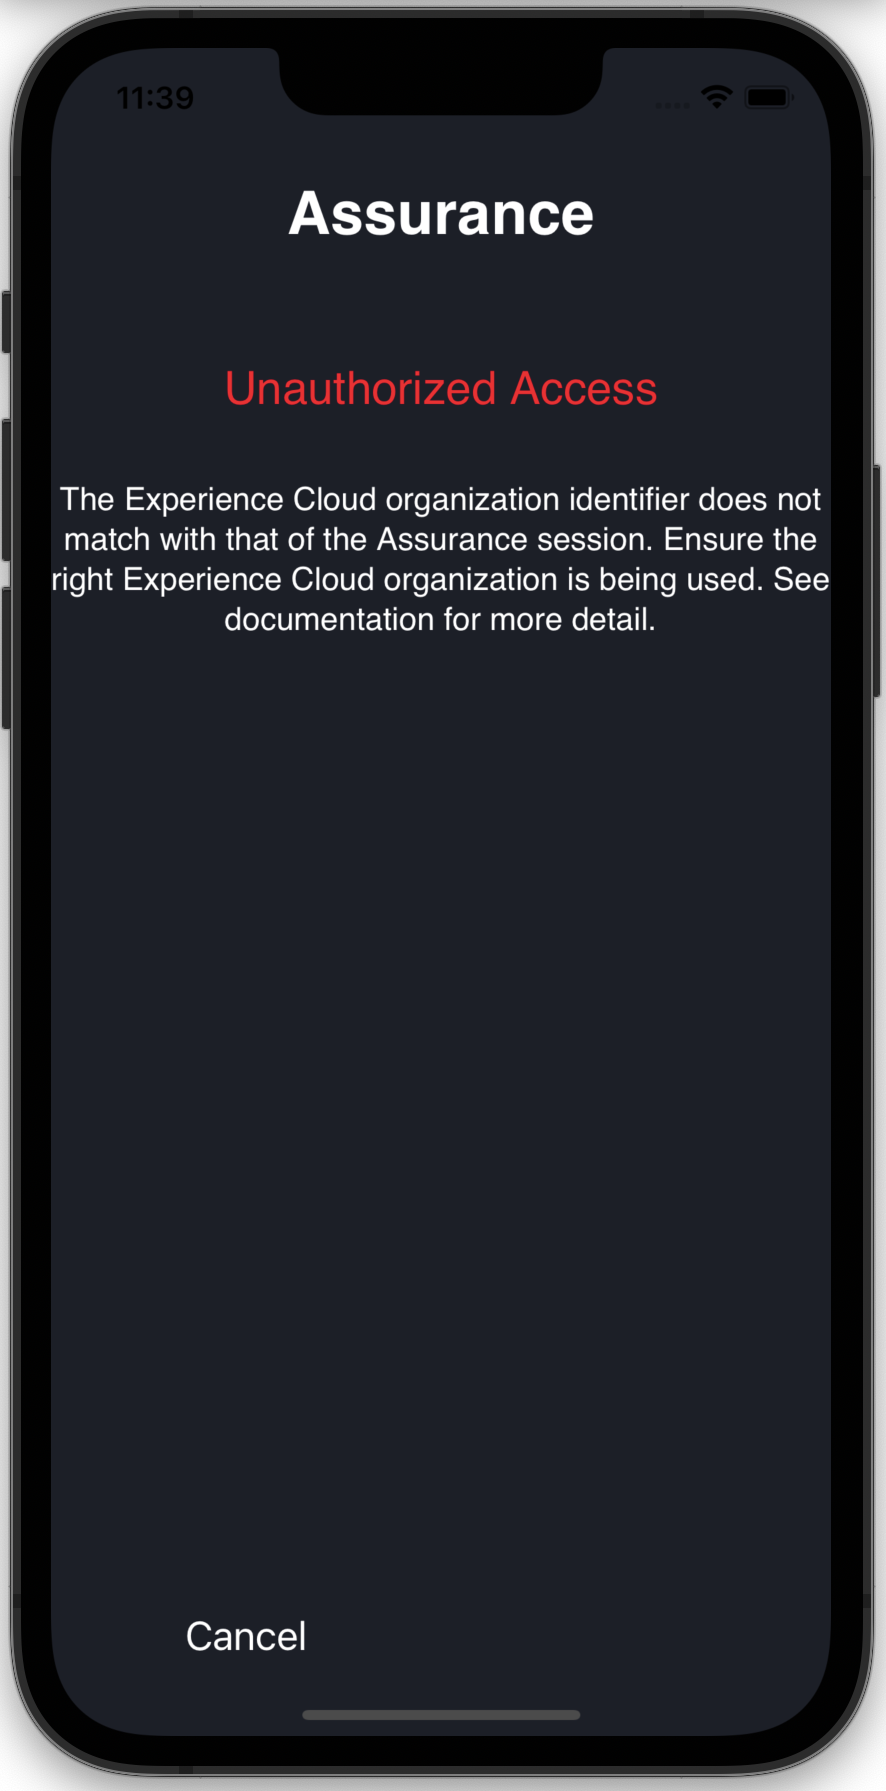 11:39
Assurance
Unauthorized Access
The Experience Cloud organization identifier does not
match with that of the Assurance session. Ensure the
right Experience Cloud organization is being used. See
documentation for more detail.
Cancel